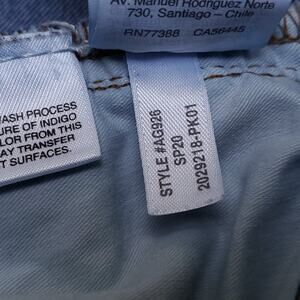 Av. Manuel Rodriguez Norte
730, Santiago – Chile
RN77388 CA56445
WASH PROCESS
URE OF INDIGO
OLOR FROM THIS
AY TRANSFER
T SURFACES.
STYLE #AG926
SP20
2029218-PK01